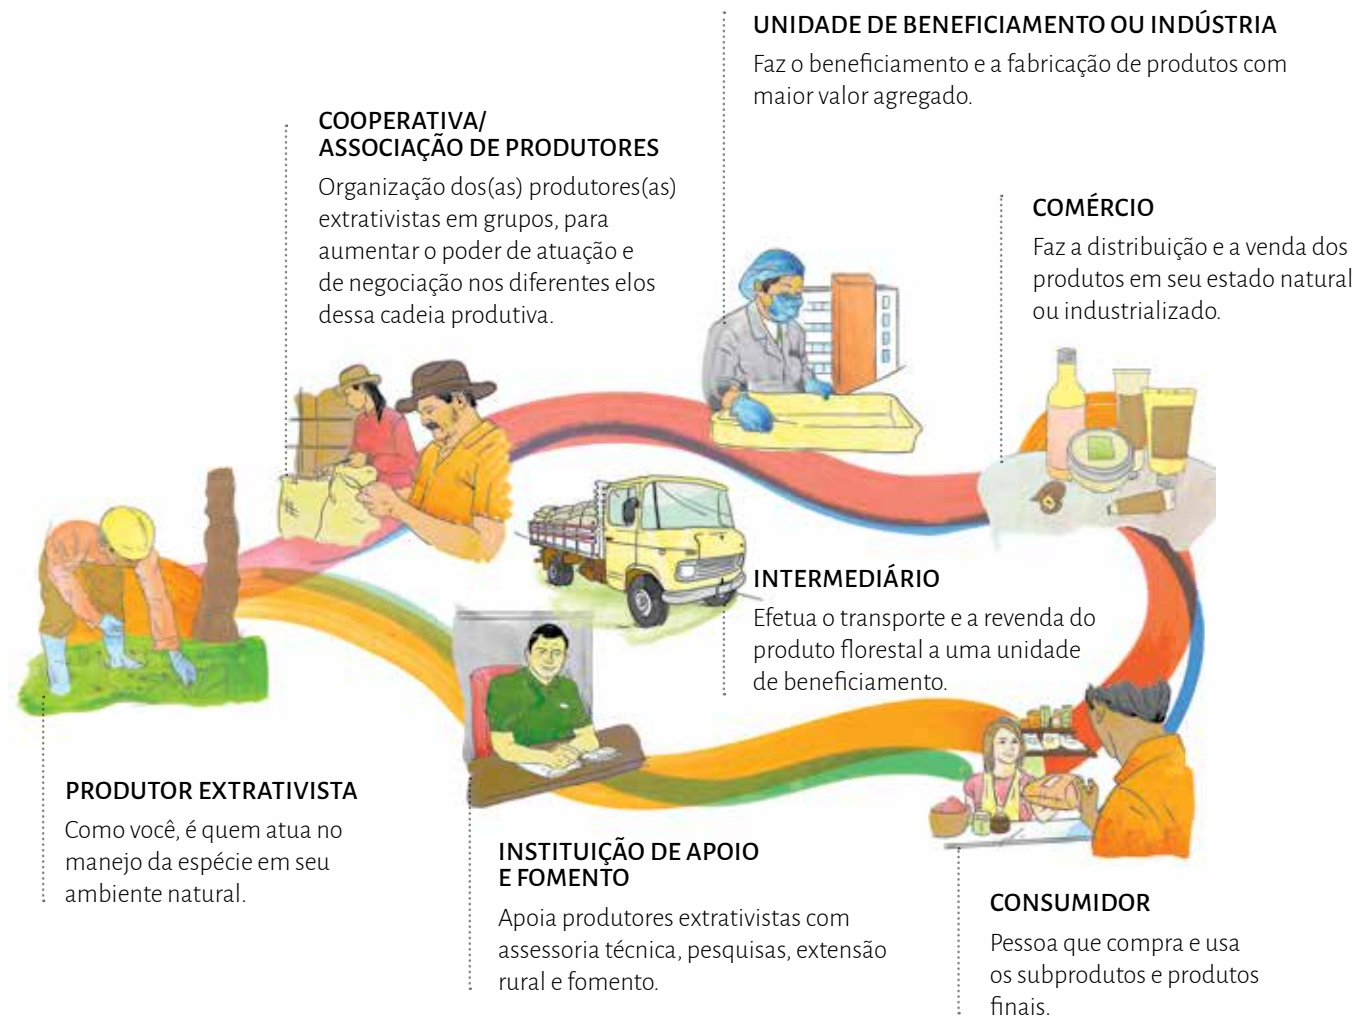 UNIDADE DE BENEFICIAMENTO OU INDÚSTRIA
Faz o beneficiamento e a fabricação de produtos com
maior valor agregado.
COOPERATIVA/
ASSOCIAÇÃO DE PRODUTORES
Organização dos(as) produtores(as)
extrativistas em grupos, para
aumentar o poder de atuação e
de negociação nos diferentes elos
dessa cadeia produtiva.
COMÉRCIO
Faz a distribuição e a venda dos
produtos em seu estado natural
ou industrializado.
INTERMEDIÁRIO
Efetua o transporte e a revenda do
produto florestal a uma unidade
de beneficiamento.
PRODUTOR EXTRATIVISTA
Como você, é quem atua no
manejo da espécie em seu
ambiente natural.
INSTITUIÇÃO DE APOIO
E FOMENTO
Apoia produtores extrativistas com
assessoria técnica, pesquisas, extensão
rural e fomento.
CONSUMIDOR
Pessoa que compra e usa
os subprodutos e produtos
finais.